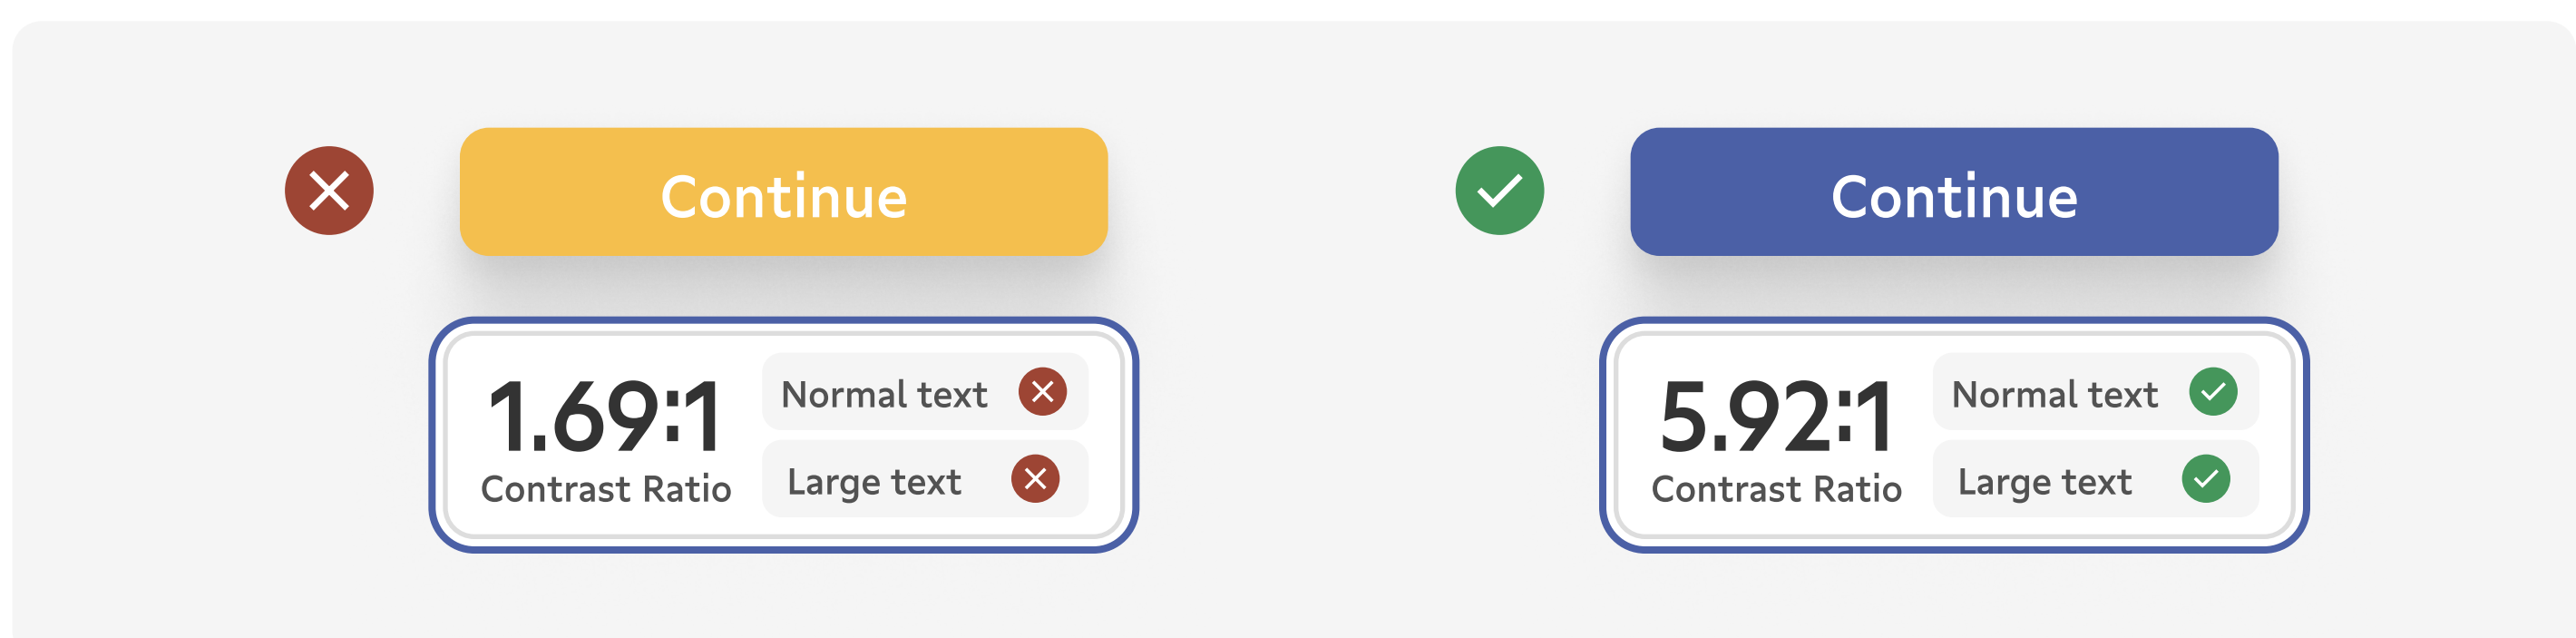 Continue
1.69:1
Contrast Ratio
Normal text
Large text
Continue
5.92:1
Contrast Ratio
Normal text
Large text